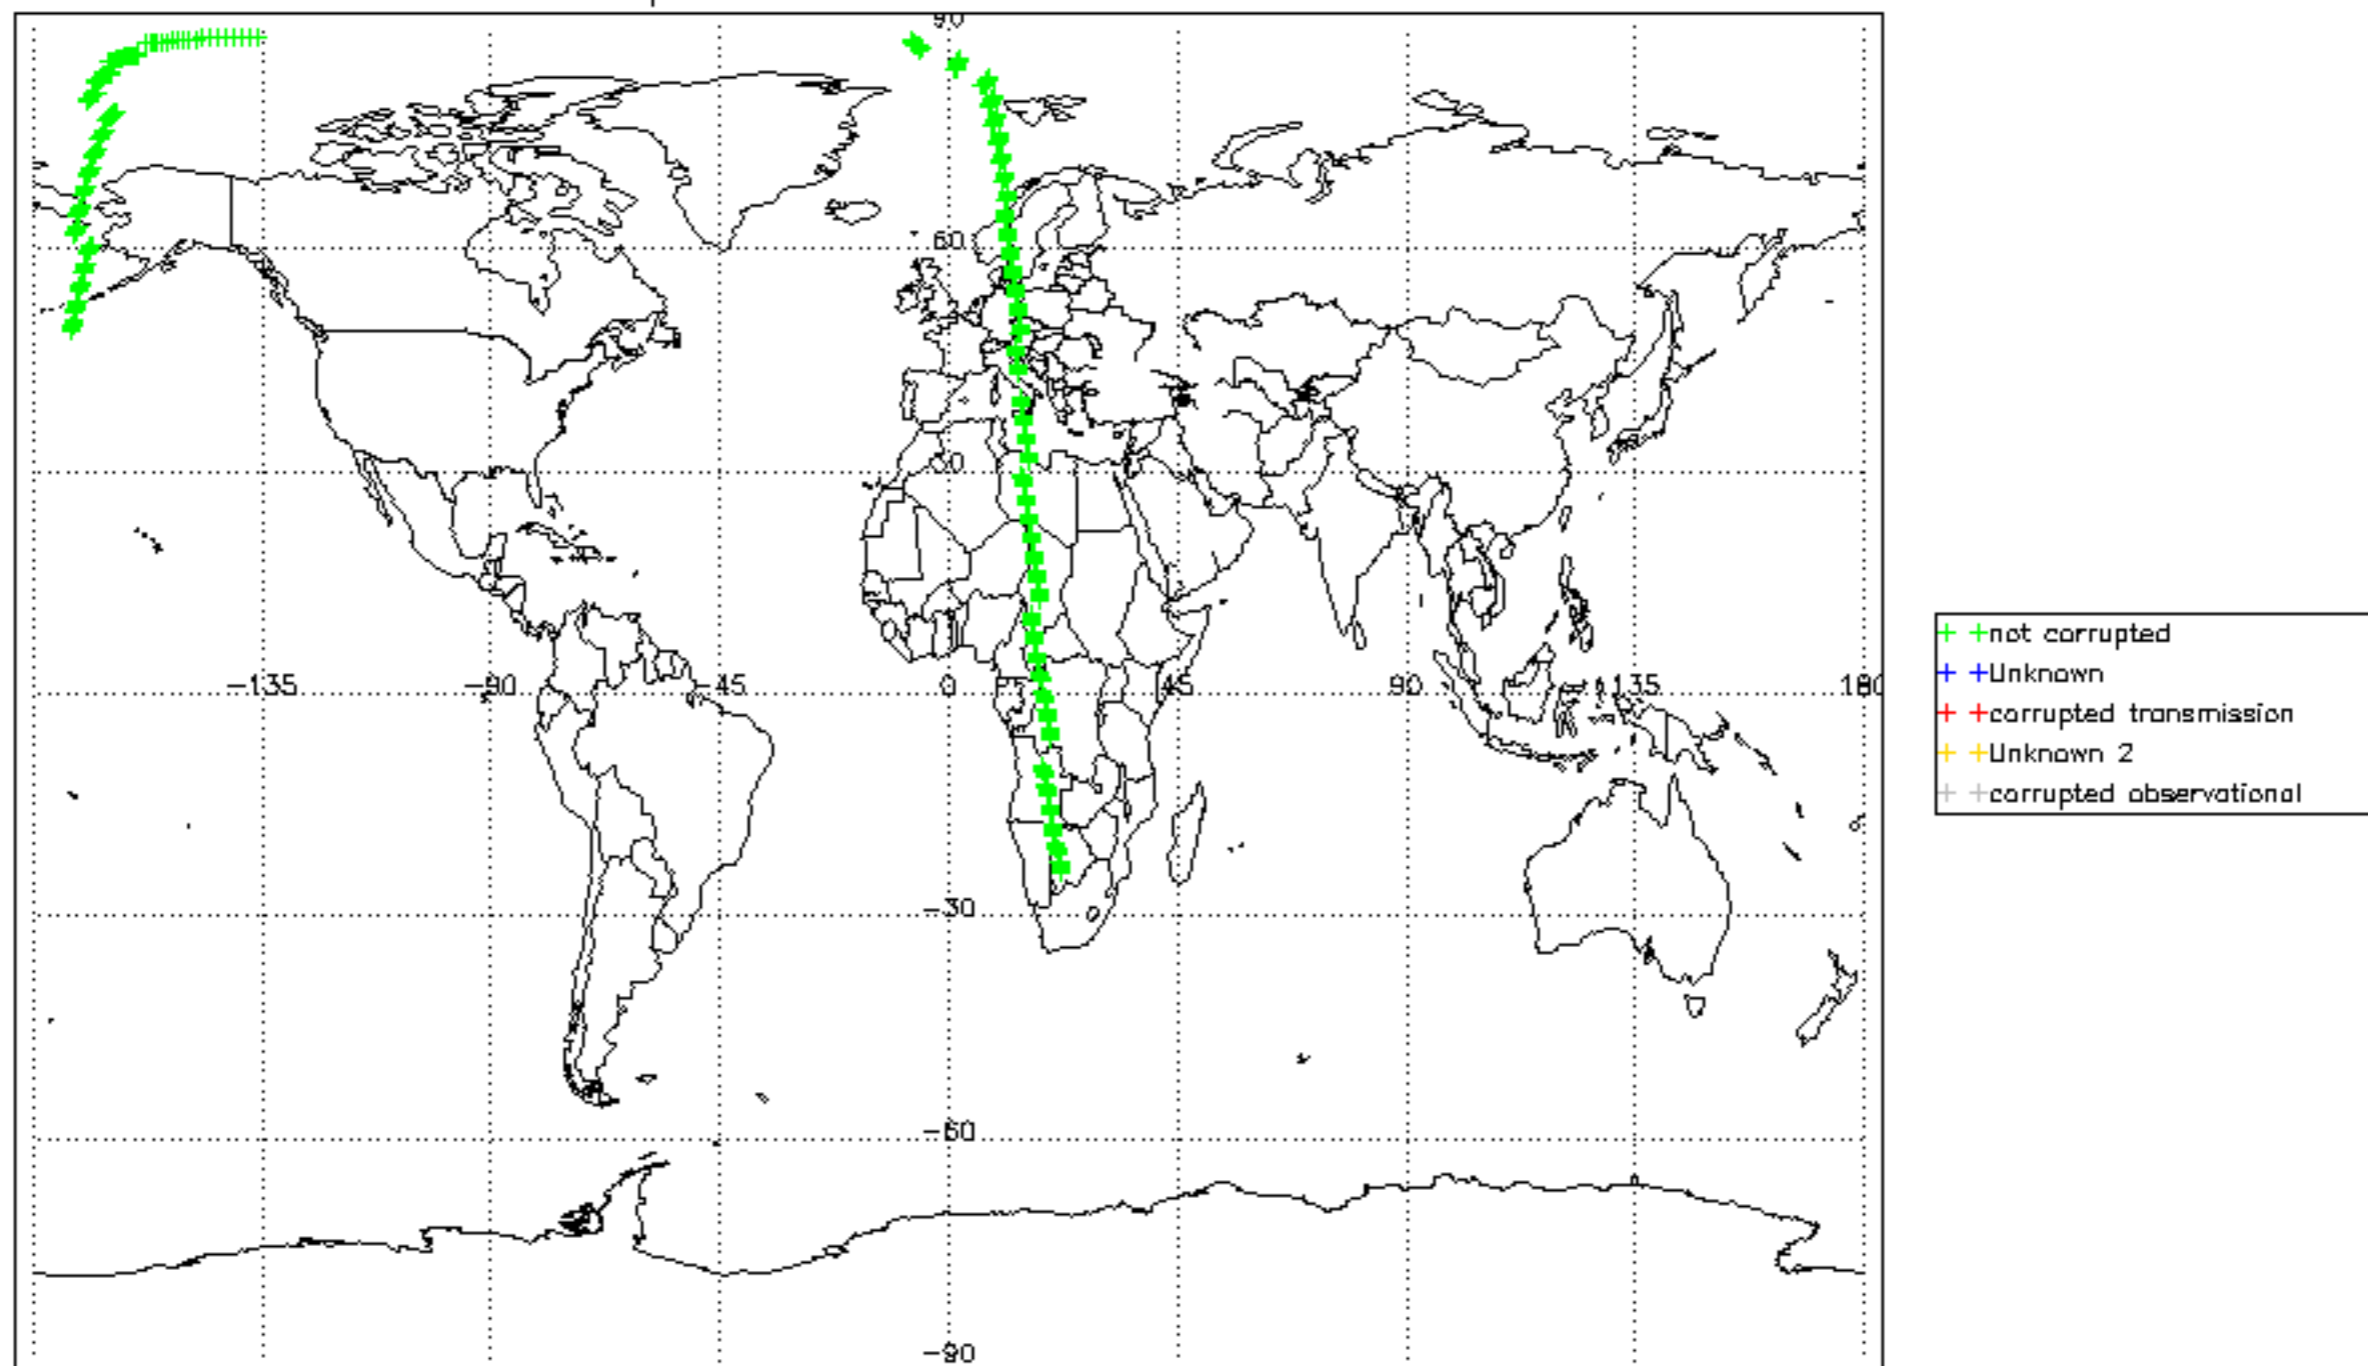 90
60
30
-135 -90 -45 0 45 90 135 180
-30
-60
-90
not corrupted
Unknown
corrupted transmission
Unknown 2
corrupted observational